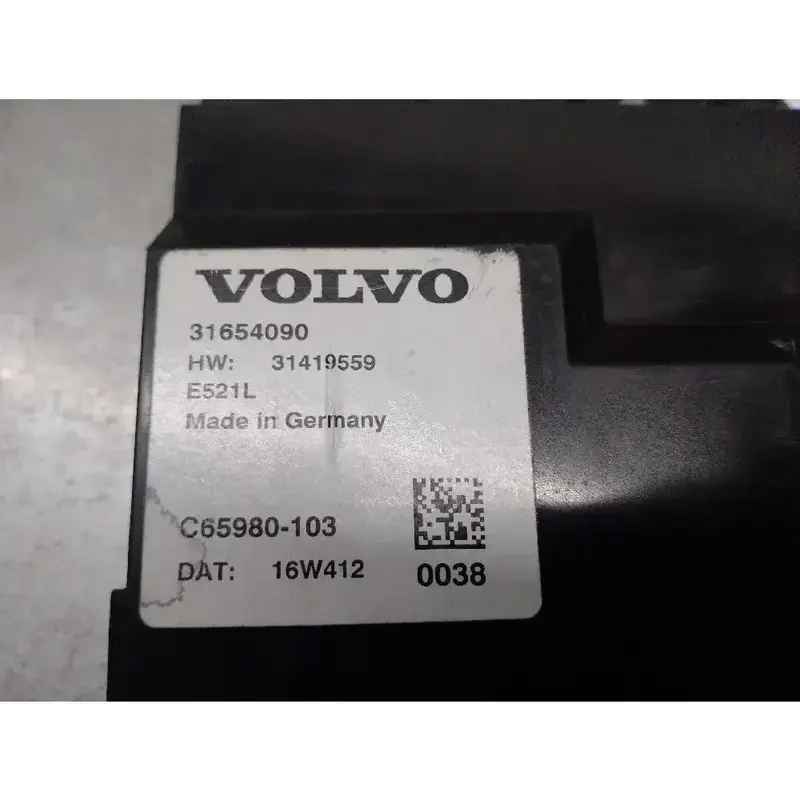 VOLVO
31654090
HW: 31419559
E521L
Made in Germany
C65980-103
DAT: 16W412 0038